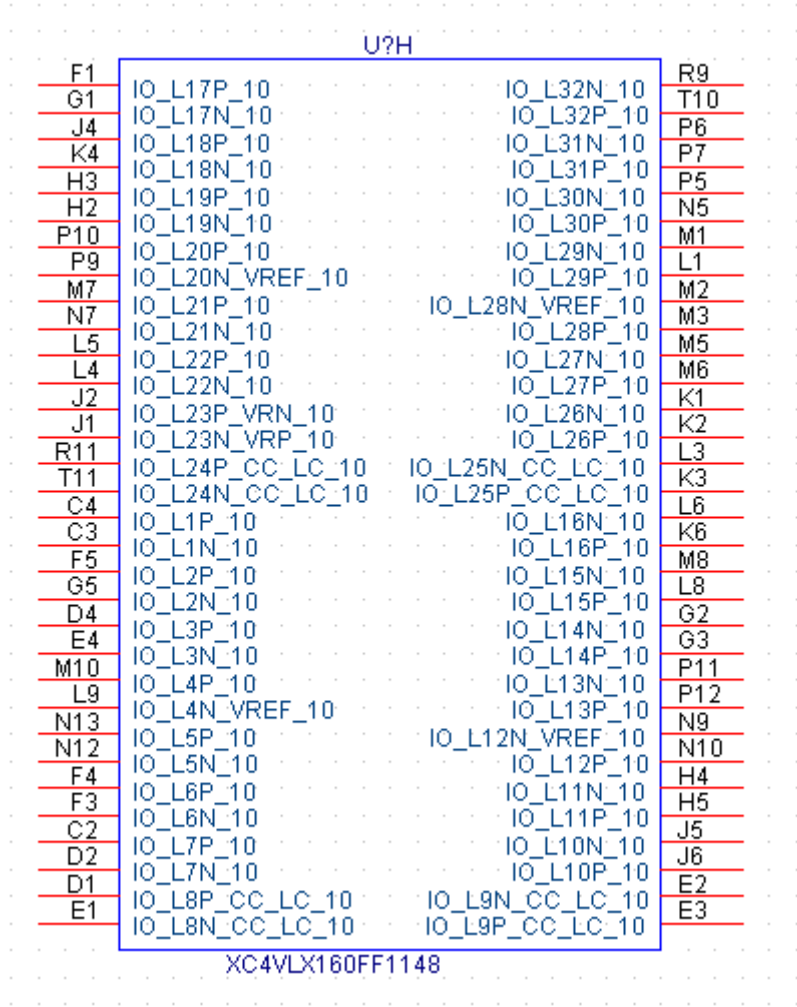 U?H
F1 IO_L17P_10 IO_L32N_10 R9
G1 IO_L17N_10 IO_L32P_10 T10
J4 IO_L18P_10 IO_L31N_10 P6
K4 IO_L18N_10 IO_L31P_10 P7
H3 IO_L19P_10 IO_L30N_10 P5
H2 IO_L19N_10 IO_L30P_10 N5
P10 IO_L20P_10 IO_L29N_10 M1
P9 IO_L20N_VREF_10 IO_L29P_10 L1
M7 IO_L21P_10 IO_L28N_VREF_10 M2
N7 IO_L21N_10 IO_L28P_10 M3
L5 IO_L22P_10 IO_L27N_10 M5
L4 IO_L22N_10 IO_L27P_10 M6
J2 IO_L23P_VRN_10 IO_L26N_10 K1
J1 IO_L23N_VRP_10 IO_L26P_10 K2
R11 IO_L24P_CC_LC_10 IO_L25N_CC_LC_10 L3
T11 IO_L24N_CC_LC_10 IO_L25P_CC_LC_10 K3
C4 IO_L1P_10 IO_L16N_10 L6
C3 IO_L1N_10 IO_L16P_10 K6
F5 IO_L2P_10 IO_L15N_10 M8
G5 IO_L2N_10 IO_L15P_10 L8
D4 IO_L3P_10 IO_L14N_10 G2
E4 IO_L3N_10 IO_L14P_10 G3
M10 IO_L4P_10 IO_L13N_10 P11
L9 IO_L4N_VREF_10 IO_L13P_10 P12
N13 IO_L5P_10 IO_L12N_VREF_10 N9
N12 IO_L5N_10 IO_L12P_10 N10
F4 IO_L6P_10 IO_L11N_10 H4
F3 IO_L6N_10 IO_L11P_10 H5
C2 IO_L7P_10 IO_L10N_10 J5
D2 IO_L7N_10 IO_L10P_10 J6
D1 IO_L8P_CC_LC_10 IO_L9N_CC_LC_10 E2
E1 IO_L8N_CC_LC_10 IO_L9P_CC_LC_10 E3
XC4VLX160FF1148